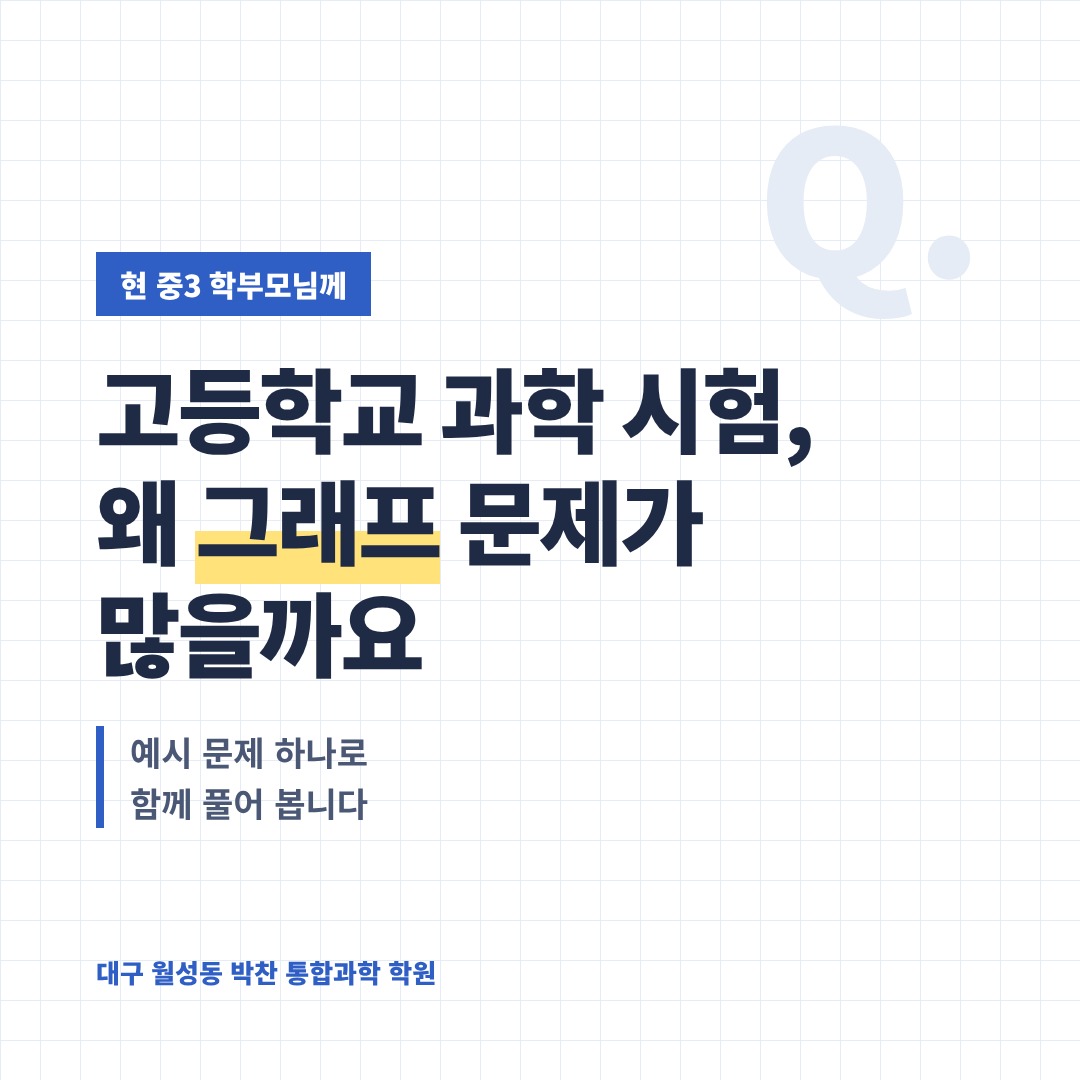 Q.
현 중3 학부모님께
고등학교 과학 시험,
왜 그래프 문제가
많을까요
예시 문제 하나로
함께 풀어 봅니다
대구 월성동 박찬 통합과학 학원